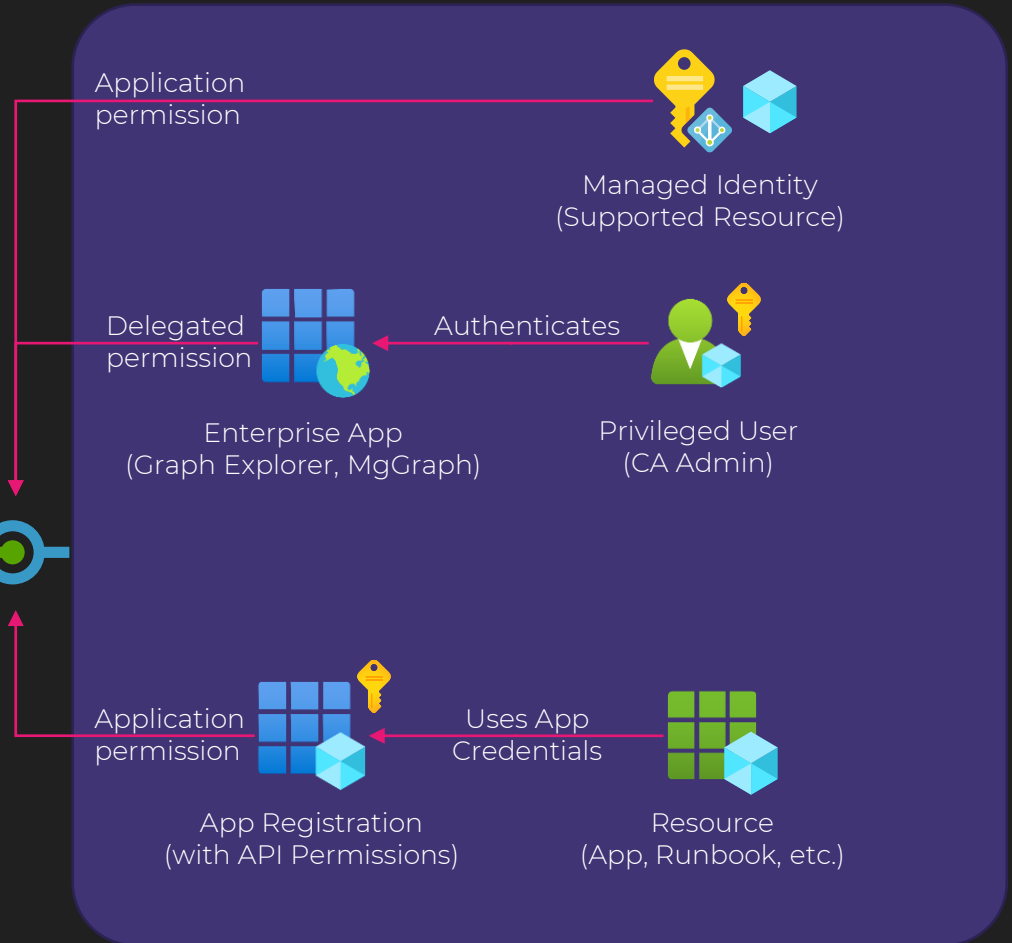 Application
permission
Managed Identity
(Supported Resource)
Delegated
permission
Authenticates
Enterprise App
(Graph Explorer, MgGraph)
Privileged User
(CA Admin)
Application
permission
Uses App
Credentials
App Registration
(with API Permissions)
Resource
(App, Runbook, etc.)